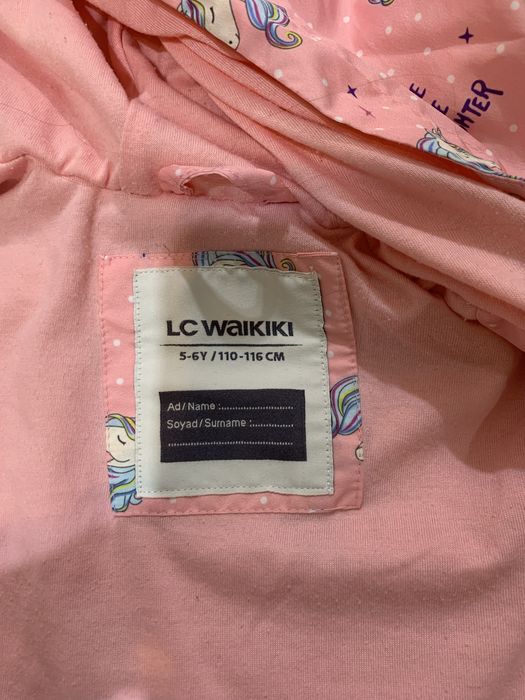 LC WAIKIKI
5-6Y / 110-116 CM
Ad/Name :
Soyad/Surname :